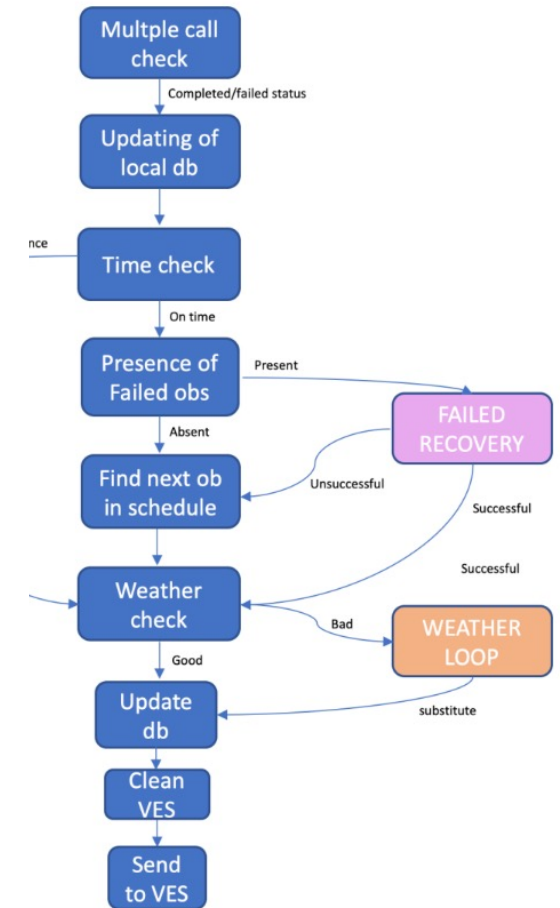 Multple call
check
Completed/failed status
Updating of
local db
nce
Time check
On time
Presence of
Failed obs
Present
FAILED
RECOVERY
Absent
Unsuccessful
Find next ob
in schedule
Successful
Successful
Weather
check
Bad
WEATHER
LOOP
Good
substitute
Update
db
Clean
VES
Send
to VES